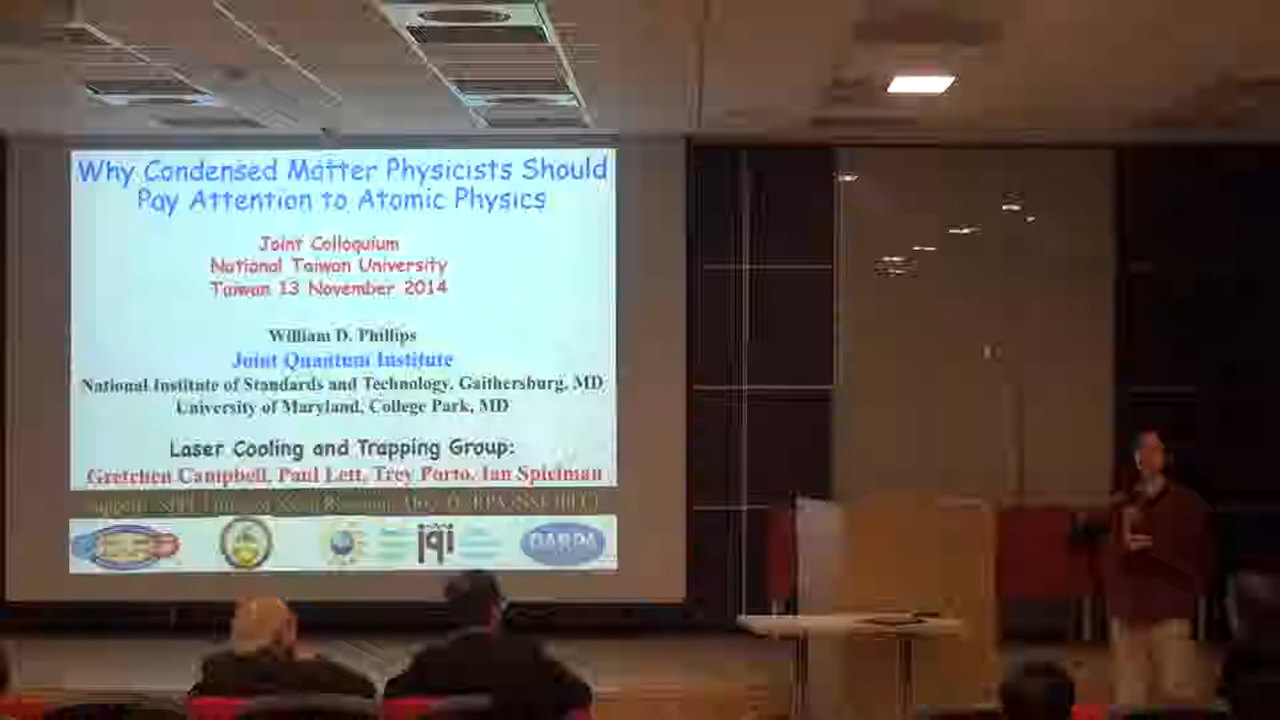 Why Condensed Matter Physicists Should
Pay Attention to Atomic Physics
Joint Colloquium
National Taiwan University
Taiwan 13 November 2014
William D. Phillips
Joint Quantum Institute
National Institute of Standards and Technology, Gaithersburg, MD
University of Maryland, College Park, MD
Laser Cooling and Trapping Group:
Gretchen Campbell, Paul Lett, Trey Porto, Ian Spielman
jqi
DARPA